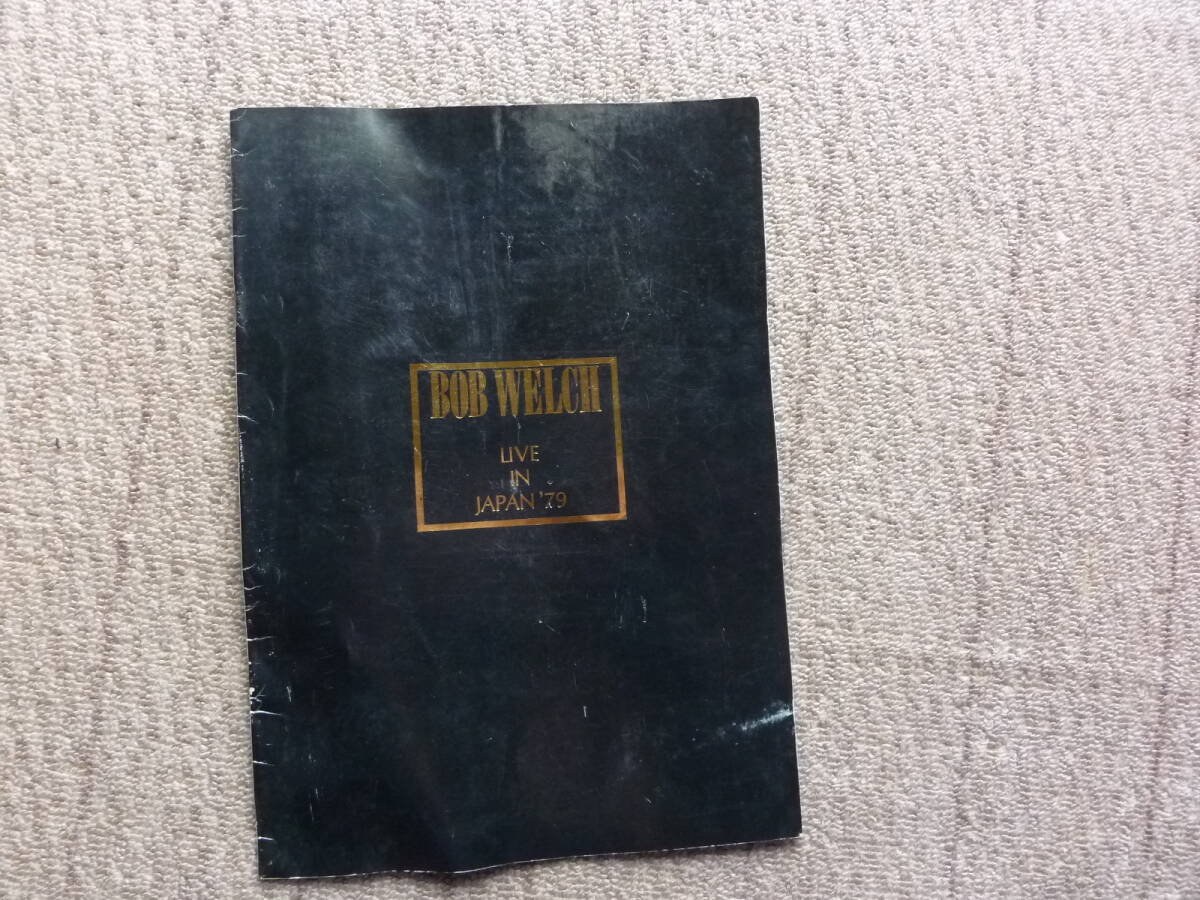 BOB WELCH
LIVE
IN
JAPAN '79